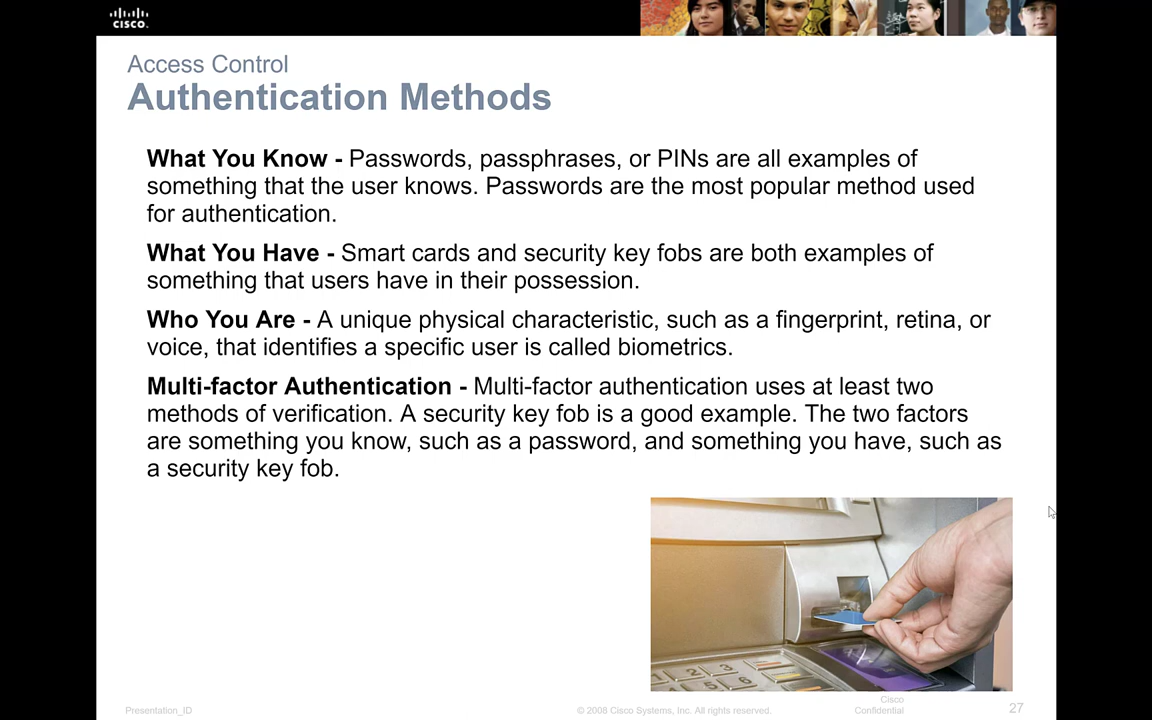 CISCO
Access Control
Authentication Methods
What You Know - Passwords, passphrases, or PINs are all examples of
something that the user knows. Passwords are the most popular method used
for authentication.
What You Have - Smart cards and security key fobs are both examples of
something that users have in their possession.
Who You Are - A unique physical characteristic, such as a fingerprint, retina, or
voice, that identifies a specific user is called biometrics.
Multi-factor Authentication - Multi-factor authentication uses at least two
methods of verification. A security key fob is a good example. The two factors
are something you know, such as a password, and something you have, such as
a security key fob.
2 3
5 6
Presentation_ID
© 2008 Cisco Systems, Inc. All rights reserved.
Cisco
Confidential
27